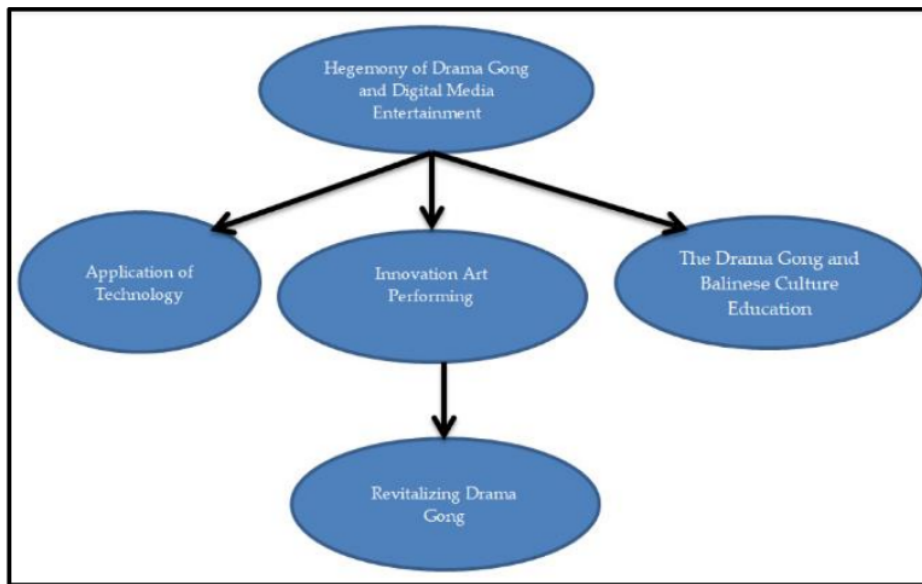 Hegemony of Drama Gong
and Digital Media
Entertainment
Application of
Technology
Innovation Art
Performing
The Drama Gong and
Balinese Culture
Education
Revitalizing Drama
Gong